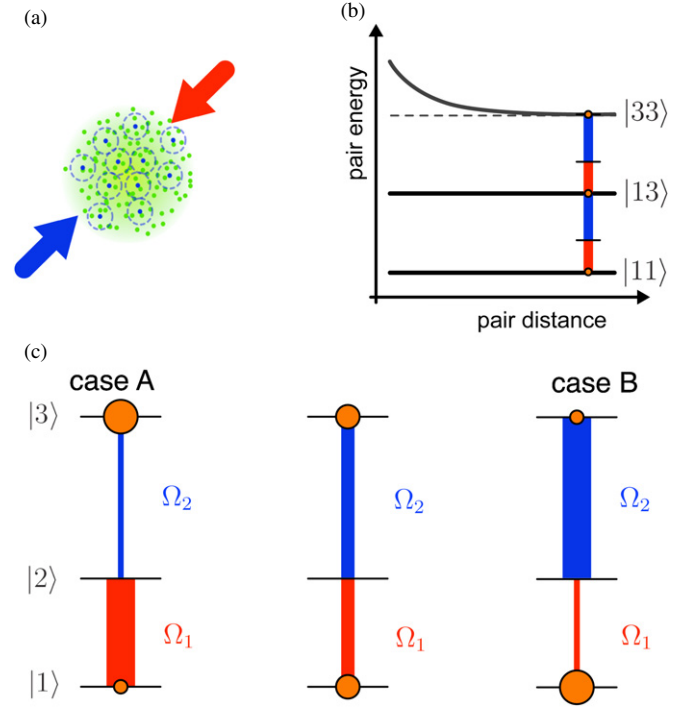 (a)
(b)
pair energy
|33⟩
|13⟩
|11⟩
pair distance
(c)
case A
case B
|3⟩
Ω₂
Ω₂
Ω₂
|2⟩
Ω₁
Ω₁
Ω₁
|1⟩